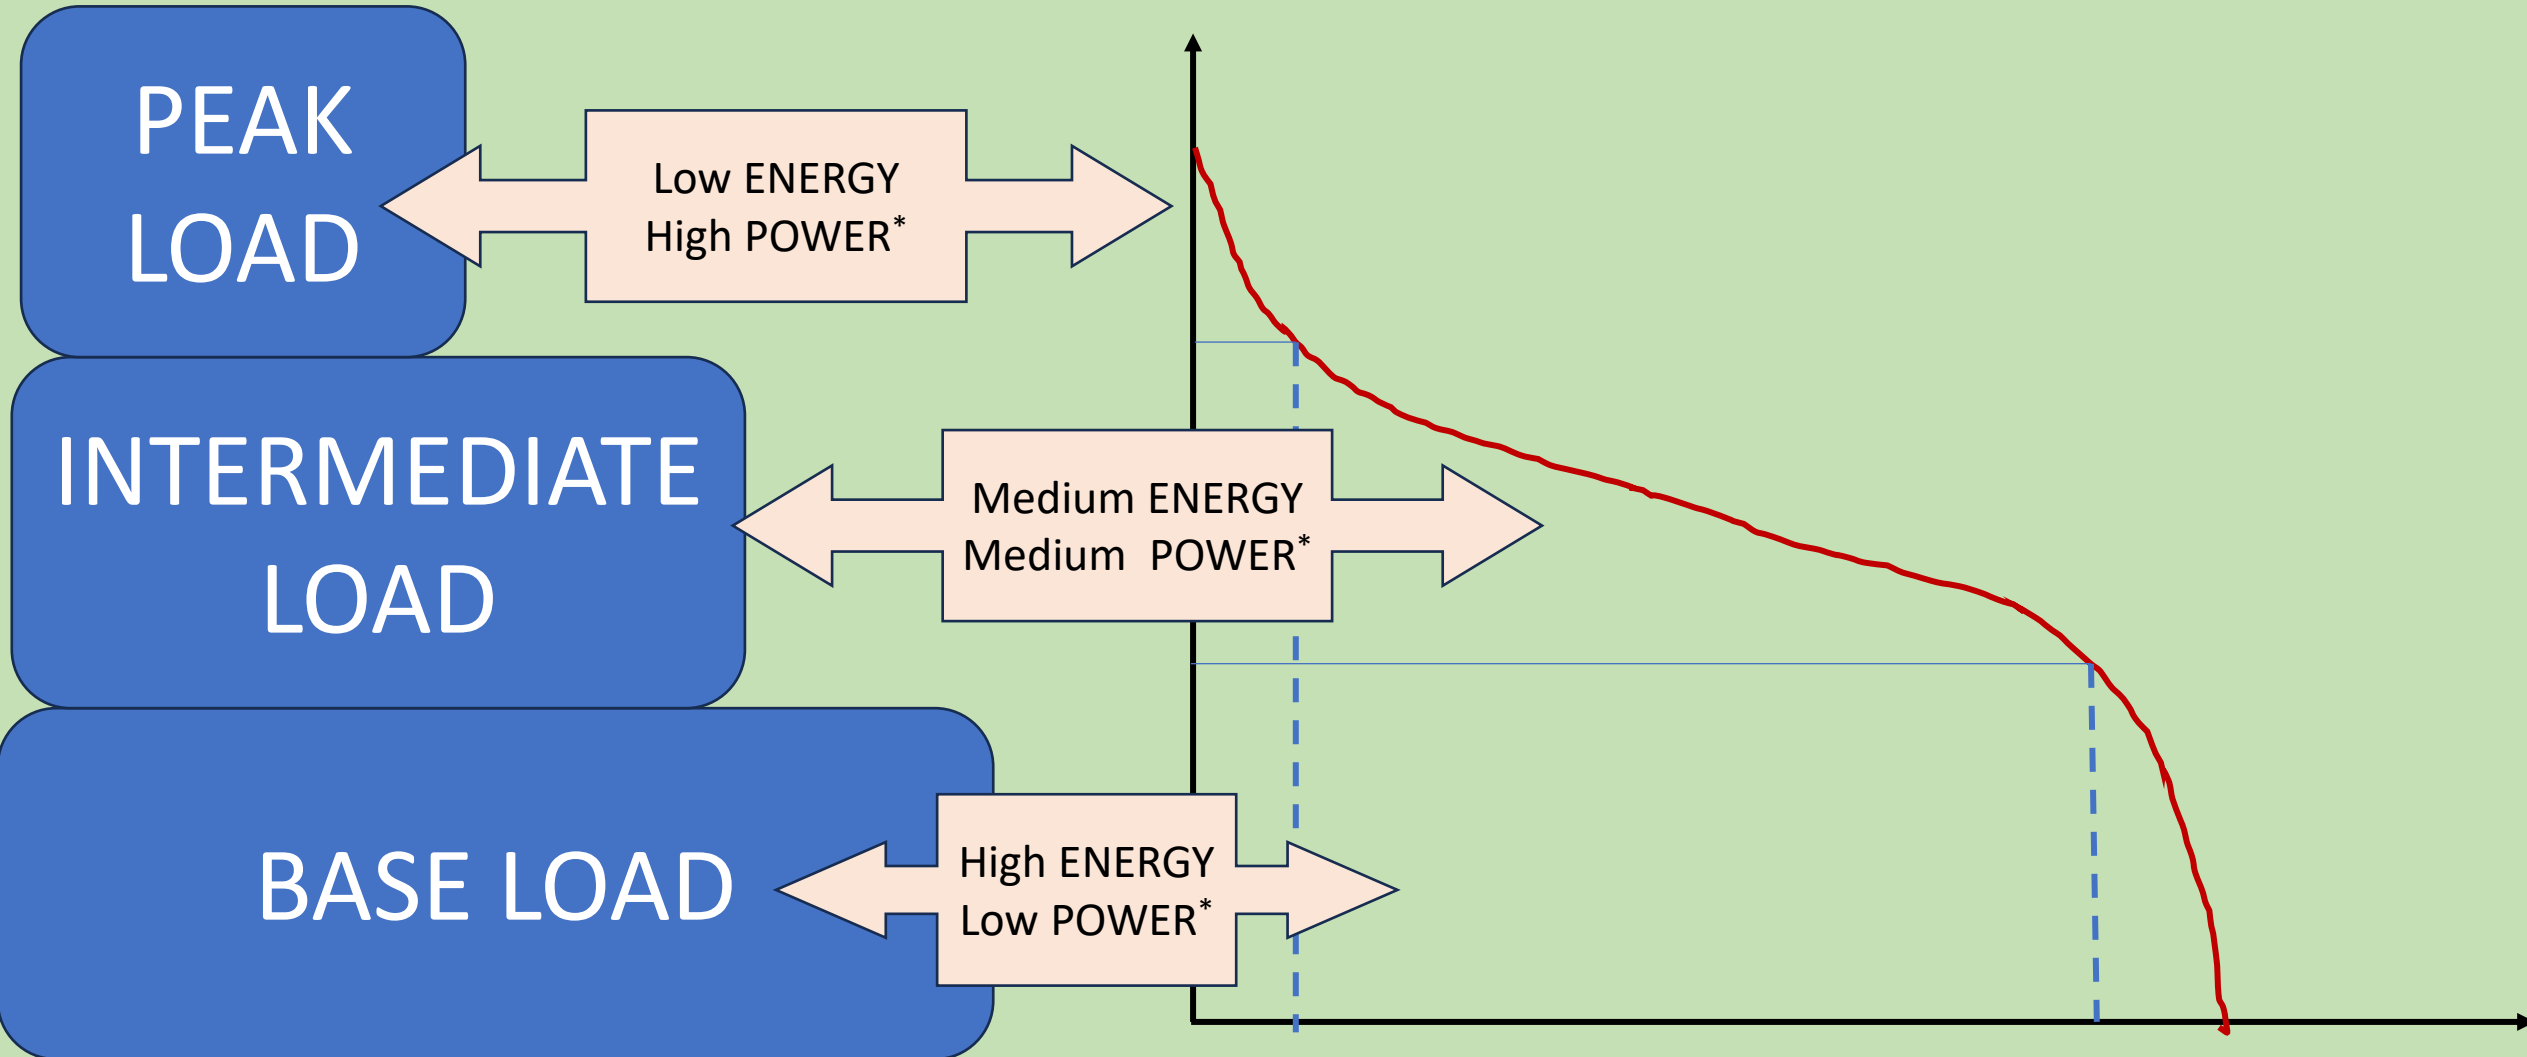 PEAK
LOAD
Low ENERGY
High POWER*
INTERMEDIATE
LOAD
Medium ENERGY
Medium  POWER*
BASE LOAD
High ENERGY
Low POWER*